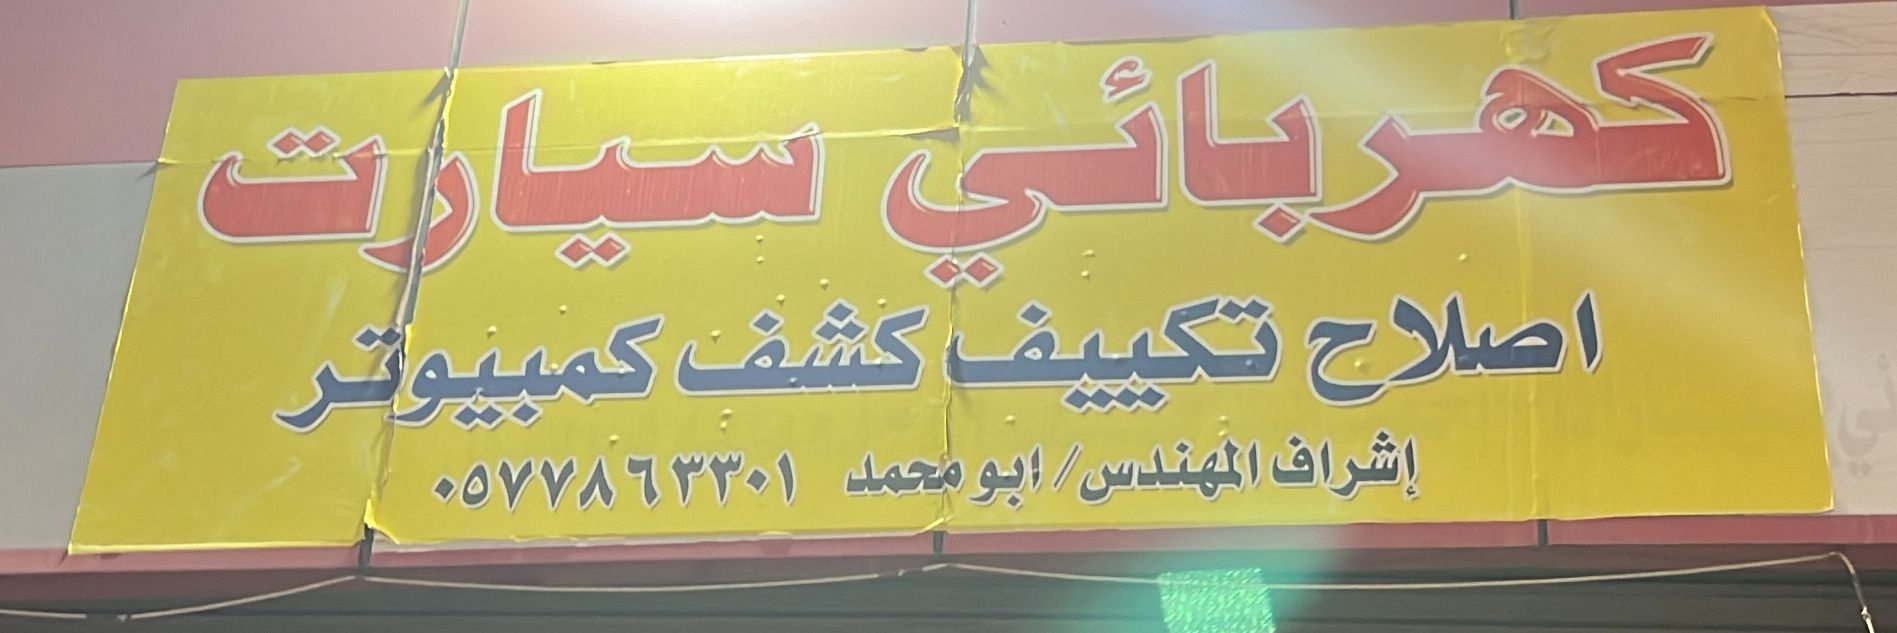 كهربائي سيارت
اصلاح تكييف كشف كمبيوتر
إشراف المهندس/ ابو محمد ٠٥٧٧٨٦٣٣٠١